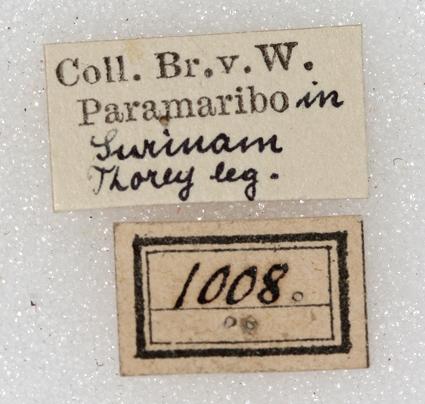 Coll. Br.v.W.
Paramaribo in
Surinam
Thorey leg.
1008.